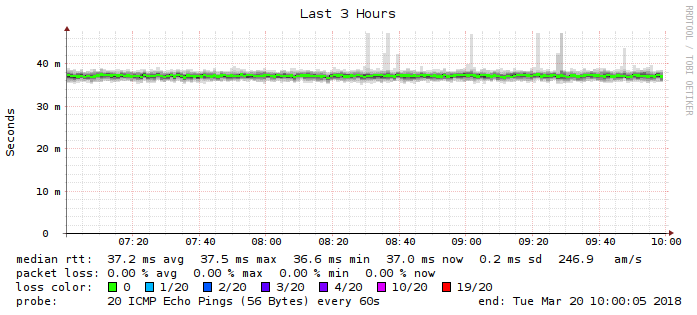 Last 3 Hours
RRDTOOL / TOBI OETIKER
Seconds
40 m
30 m
20 m
10 m
0
07:20 07:40 08:00 08:20 08:40 09:00 09:20 09:40 10:00
median rtt: 37.2 ms avg 37.5 ms max 36.6 ms min 37.0 ms now 0.2 ms sd 246.9 am/s
packet loss: 0.00 % avg 0.00 % max 0.00 % min 0.00 % now
loss color: 0 1/20 2/20 3/20 4/20 10/20 19/20
probe: 20 ICMP Echo Pings (56 Bytes) every 60s end: Tue Mar 20 10:00:05 2018